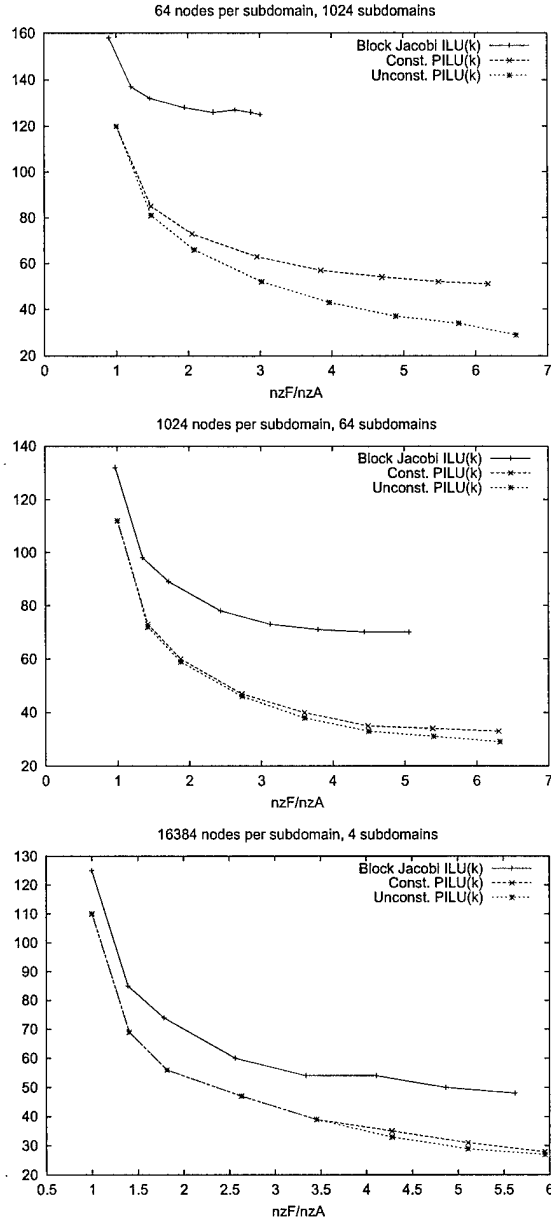 64 nodes per subdomain, 1024 subdomains
160
140
120
100
80
60
40
20
Block Jacobi ILU(k)
Const. PILU(k)
Unconst. PILU(k)
0 1 2 3 4 5 6 7
nzF/nzA
1024 nodes per subdomain, 64 subdomains
140
120
100
80
60
40
20
Block Jacobi ILU(k)
Const. PILU(k)
Unconst. PILU(k)
0 1 2 3 4 5 6 7
nzF/nzA
16384 nodes per subdomain, 4 subdomains
130
120
110
100
90
80
70
60
50
40
30
20
Block Jacobi ILU(k)
Const. PILU(k)
Unconst. PILU(k)
0.5 1 1.5 2 2.5 3 3.5 4 4.5 5 5.5 6
nzF/nzA